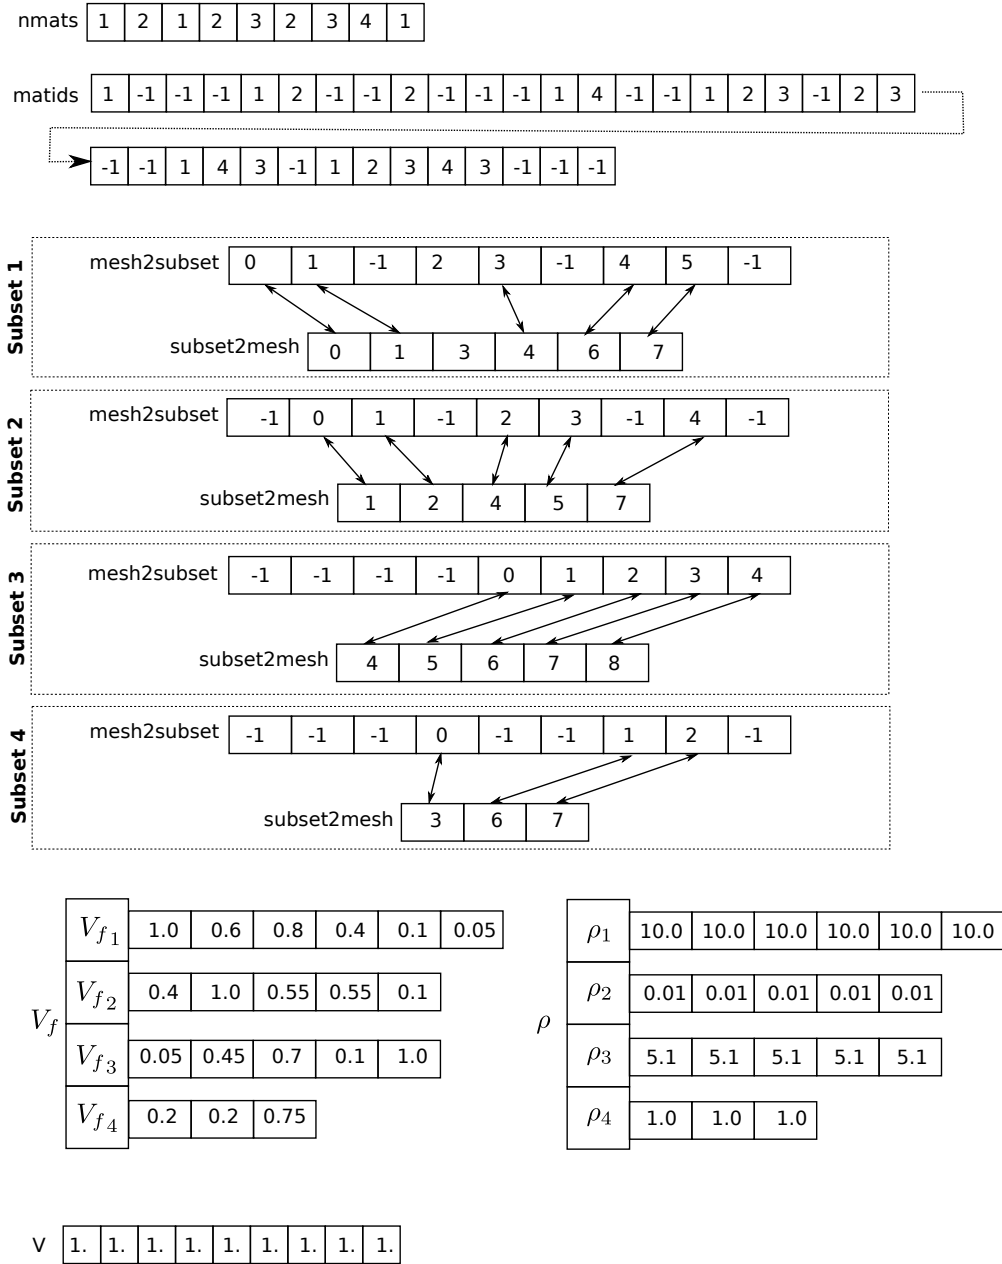 nmats 1 2 1 2 3 2 3 4 1
matids 1 -1 -1 -1 1 2 -1 -1 2 -1 -1 -1 1 4 -1 -1 1 2 3 -1 2 3
-1 -1 1 4 3 -1 1 2 3 4 3 -1 -1 -1
Subset 1
mesh2subset 0 1 -1 2 3 -1 4 5 -1
subset2mesh 0 1 3 4 6 7
Subset 2
mesh2subset -1 0 1 -1 2 3 -1 4 -1
subset2mesh 1 2 4 5 7
Subset 3
mesh2subset -1 -1 -1 -1 0 1 2 3 4
subset2mesh 4 5 6 7 8
Subset 4
mesh2subset -1 -1 -1 0 -1 -1 1 2 -1
subset2mesh 3 6 7
V_f
V_{f_1} 1.0 0.6 0.8 0.4 0.1 0.05
V_{f_2} 0.4 1.0 0.55 0.55 0.1
V_{f_3} 0.05 0.45 0.7 0.1 1.0
V_{f_4} 0.2 0.2 0.75
ρ
ρ_1 10.0 10.0 10.0 10.0 10.0 10.0
ρ_2 0.01 0.01 0.01 0.01 0.01
ρ_3 5.1 5.1 5.1 5.1 5.1
ρ_4 1.0 1.0 1.0
V 1. 1. 1. 1. 1. 1. 1. 1. 1.